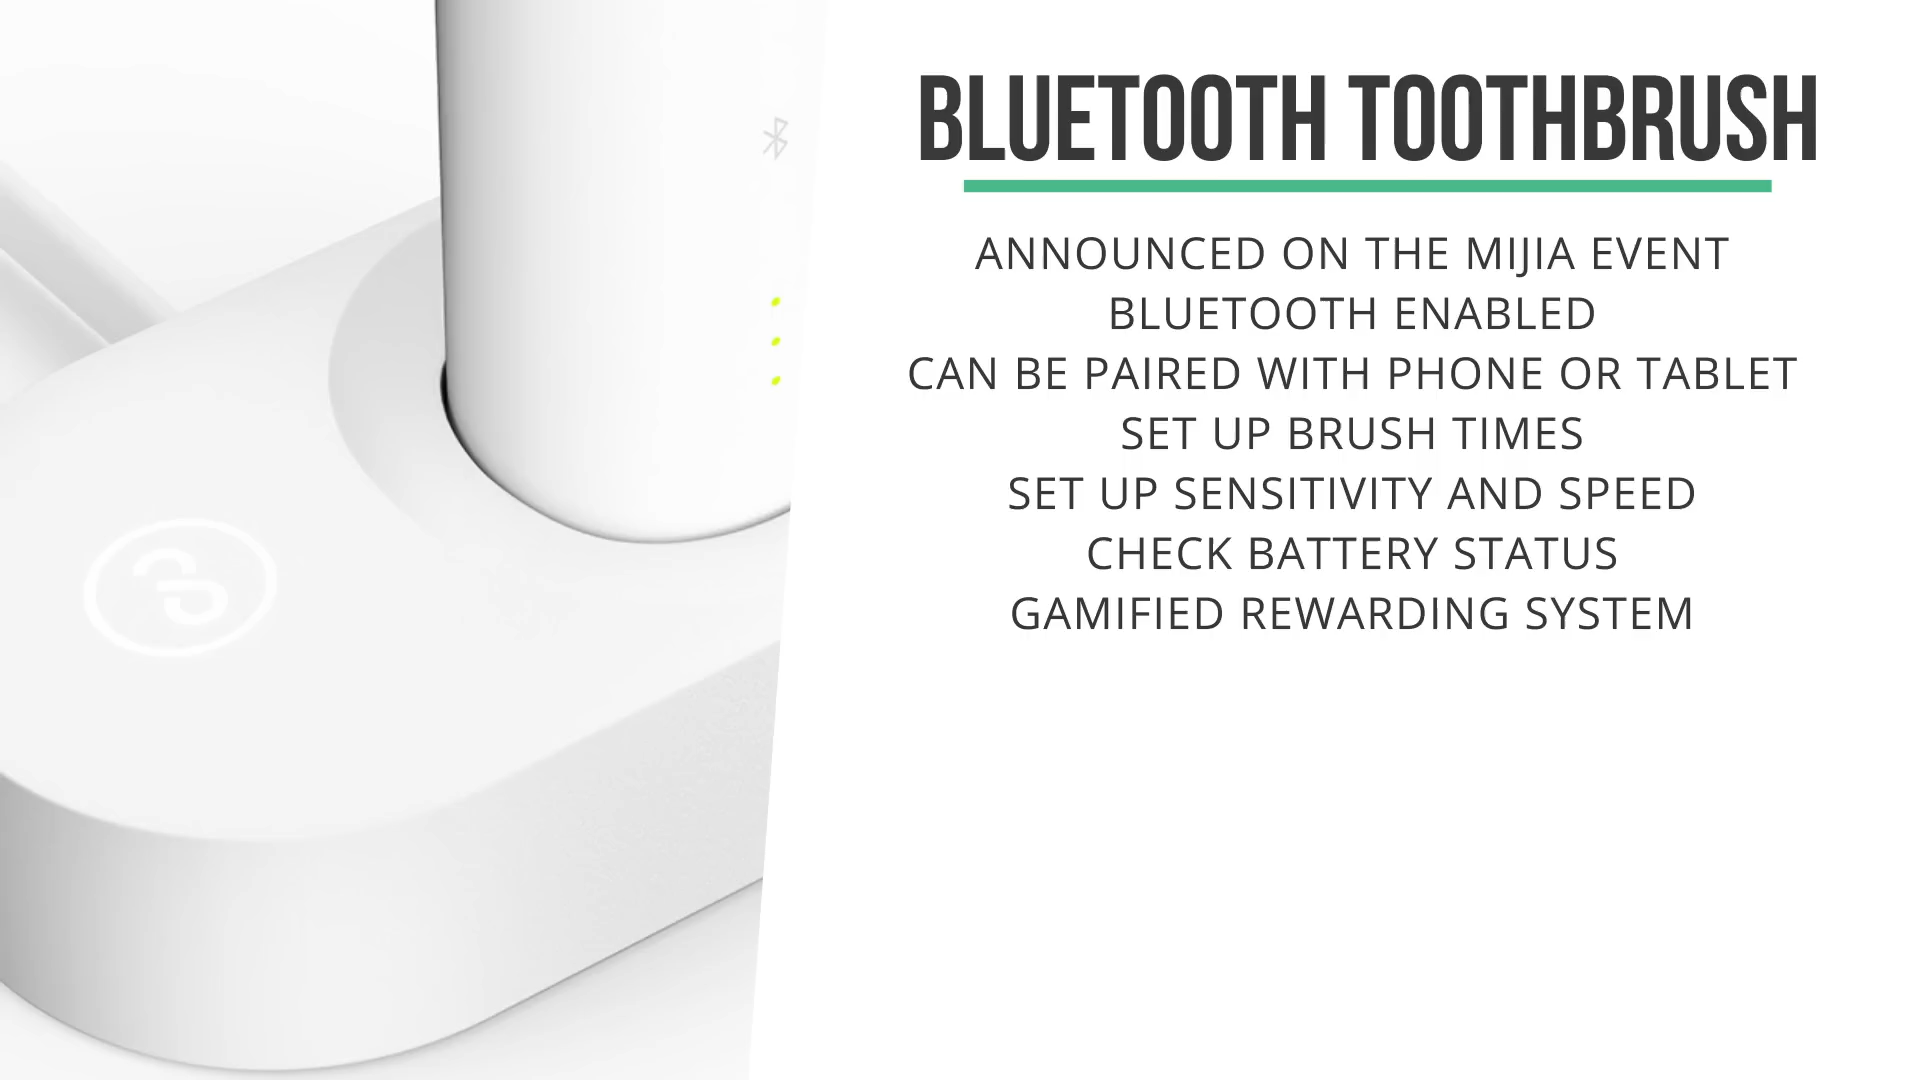 BLUETOOTH TOOTHBRUSH
ANNOUNCED ON THE MIJIA EVENT
BLUETOOTH ENABLED
CAN BE PAIRED WITH PHONE OR TABLET
SET UP BRUSH TIMES
SET UP SENSITIVITY AND SPEED
CHECK BATTERY STATUS
GAMIFIED REWARDING SYSTEM